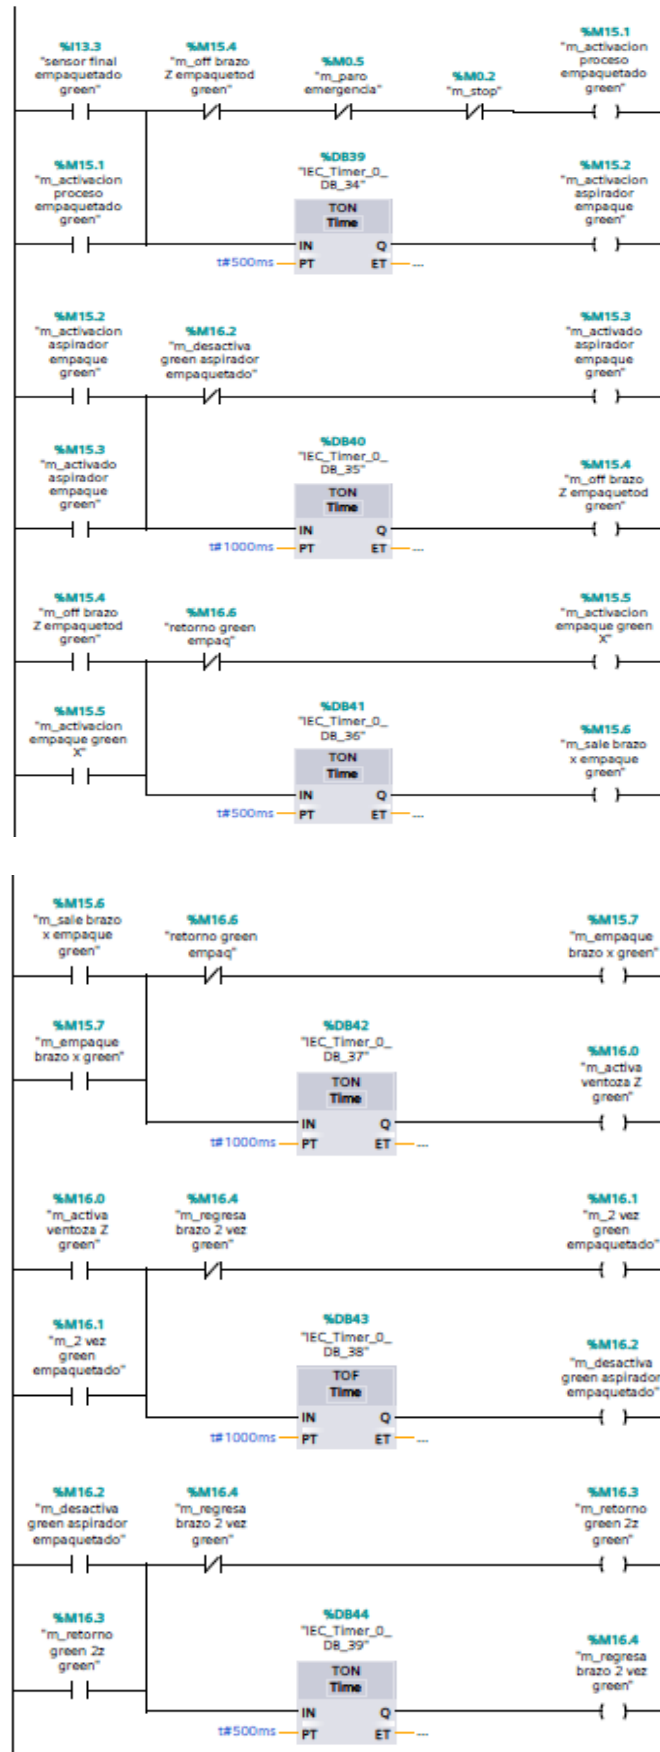 %I13.3
"sensor final
empaquetado
green"
%M15.4
"m_off brazo
Z empaquetod
green"
%M0.5
"m_paro
emergencia"
%M0.2
"m_stop"
%M15.1
"m_activacion
proceso
empaquetado
green"
%M15.1
"m_activacion
proceso
empaquetado
green"
%DB39
"IEC_Timer_0_
DB_34"
TON
Time
IN Q
t#500ms PT ET ...
%M15.2
"m_activacion
aspirador
empaque
green"
%M15.2
"m_activacion
aspirador
empaque
green"
%M16.2
"m_desactiva
green aspirador
empaquetado"
%M15.3
"m_activado
aspirador
empaque
green"
%M15.3
"m_activado
aspirador
empaque
green"
%DB40
"IEC_Timer_0_
DB_35"
TON
Time
IN Q
t#1000ms PT ET ...
%M15.4
"m_off brazo
Z empaquetod
green"
%M15.4
"m_off brazo
Z empaquetod
green"
%M16.6
"retorno green
empaq"
%M15.5
"m_activacion
empaque green
X"
%M15.5
"m_activacion
empaque green
X"
%DB41
"IEC_Timer_0_
DB_36"
TON
Time
IN Q
t#500ms PT ET ...
%M15.6
"m_sale brazo
x empaque
green"
%M15.6
"m_sale brazo
x empaque
green"
%M16.6
"retorno green
empaq"
%M15.7
"m_empaque
brazo x green"
%M15.7
"m_empaque
brazo x green"
%DB42
"IEC_Timer_0_
DB_37"
TON
Time
IN Q
t#1000ms PT ET ...
%M16.0
"m_activa
ventoza Z
green"
%M16.0
"m_activa
ventoza Z
green"
%M16.4
"m_regresa
brazo 2 vez
green"
%M16.1
"m_2 vez
green
empaquetado"
%M16.1
"m_2 vez
green
empaquetado"
%DB43
"IEC_Timer_0_
DB_38"
TOF
Time
IN Q
t#1000ms PT ET ...
%M16.2
"m_desactiva
green aspirador
empaquetado"
%M16.2
"m_desactiva
green aspirador
empaquetado"
%M16.4
"m_regresa
brazo 2 vez
green"
%M16.3
"m_retorno
green 2z
green"
%M16.3
"m_retorno
green 2z
green"
%DB44
"IEC_Timer_0_
DB_39"
TON
Time
IN Q
t#500ms PT ET ...
%M16.4
"m_regresa
brazo 2 vez
green"